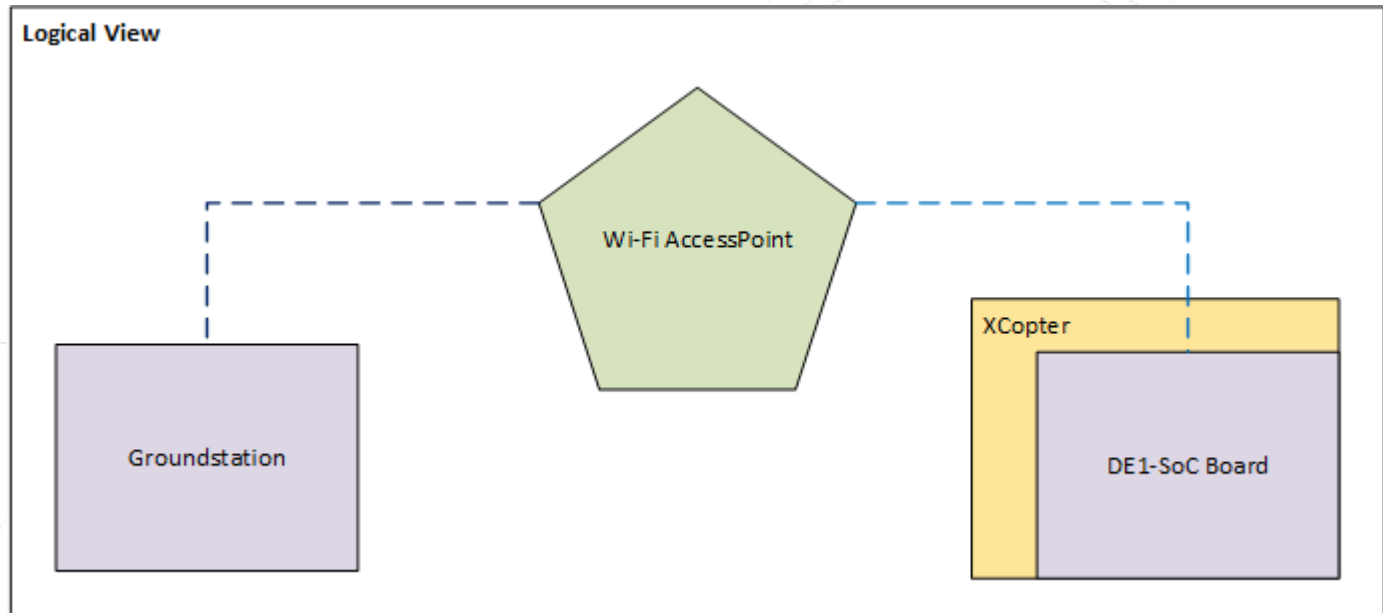 Logical View
Wi-Fi AccessPoint
XCopter
Groundstation
DE1-SoC Board